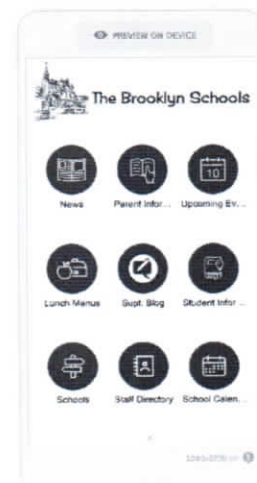 PREVIEW ON DEVICE
The Brooklyn Schools
10
News Parent Infor... Upcoming Ev...
Lunch Menus Supt. Blog Student Infor ...
Schools Staff Directory School Calen...